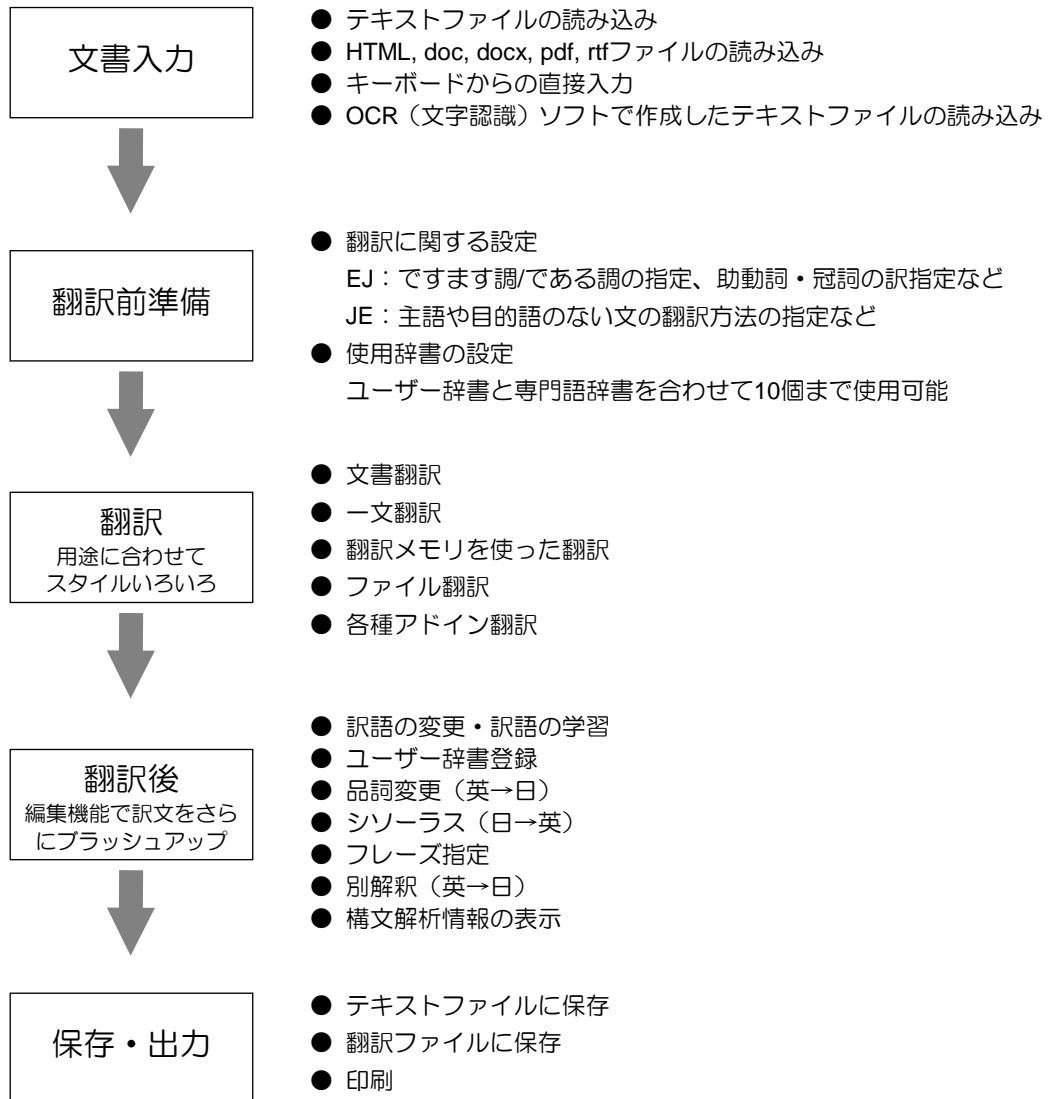 文書入力
● テキストファイルの読み込み
● HTML, doc, docx, pdf, rtfファイルの読み込み
● キーボードからの直接入力
● OCR（文字認識）ソフトで作成したテキストファイルの読み込み
翻訳前準備
● 翻訳に関する設定
EJ：ですます調/である調の指定、助動詞・冠詞の訳指定など
JE：主語や目的語のない文の翻訳方法の指定など
● 使用辞書の設定
ユーザー辞書と専門語辞書を合わせて10個まで使用可能
翻訳
用途に合わせて
スタイルいろいろ
● 文書翻訳
● 一文翻訳
● 翻訳メモリを使った翻訳
● ファイル翻訳
● 各種アドイン翻訳
翻訳後
編集機能で訳文をさら
にブラッシュアップ
● 訳語の変更・訳語の学習
● ユーザー辞書登録
● 品詞変更（英→日）
● シソーラス（日→英）
● フレーズ指定
● 別解釈（英→日）
● 構文解析情報の表示
保存・出力
● テキストファイルに保存
● 翻訳ファイルに保存
● 印刷